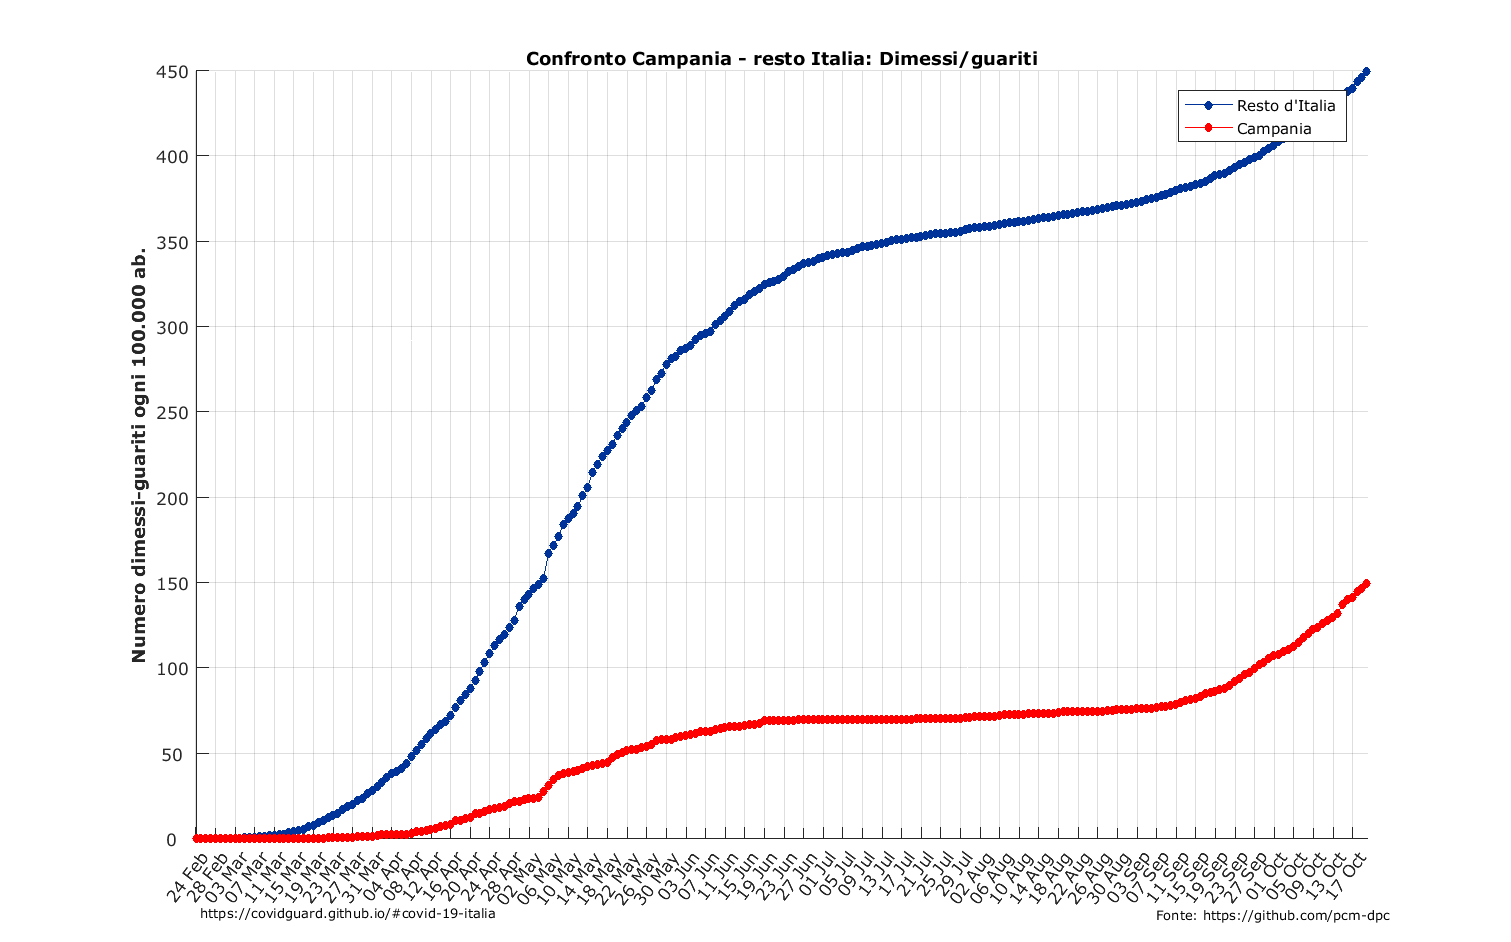 Confronto Campania - resto Italia: Dimessi/guariti
Numero dimessi-guariti ogni 100.000 ab.
450
400
350
300
250
200
150
100
50
0
Resto d'Italia
Campania
24 Feb
28 Feb
03 Mar
07 Mar
11 Mar
15 Mar
19 Mar
23 Mar
27 Mar
31 Mar
04 Apr
08 Apr
12 Apr
16 Apr
20 Apr
24 Apr
28 Apr
02 May
06 May
10 May
14 May
18 May
22 May
26 May
30 May
03 Jun
07 Jun
11 Jun
15 Jun
19 Jun
23 Jun
27 Jun
01 Jul
05 Jul
09 Jul
13 Jul
17 Jul
21 Jul
25 Jul
29 Jul
02 Aug
06 Aug
10 Aug
14 Aug
18 Aug
22 Aug
26 Aug
30 Aug
03 Sep
07 Sep
11 Sep
15 Sep
19 Sep
23 Sep
27 Sep
01 Oct
05 Oct
09 Oct
13 Oct
17 Oct
https://covidguard.github.io/#covid-19-italia
Fonte: https://github.com/pcm-dpc